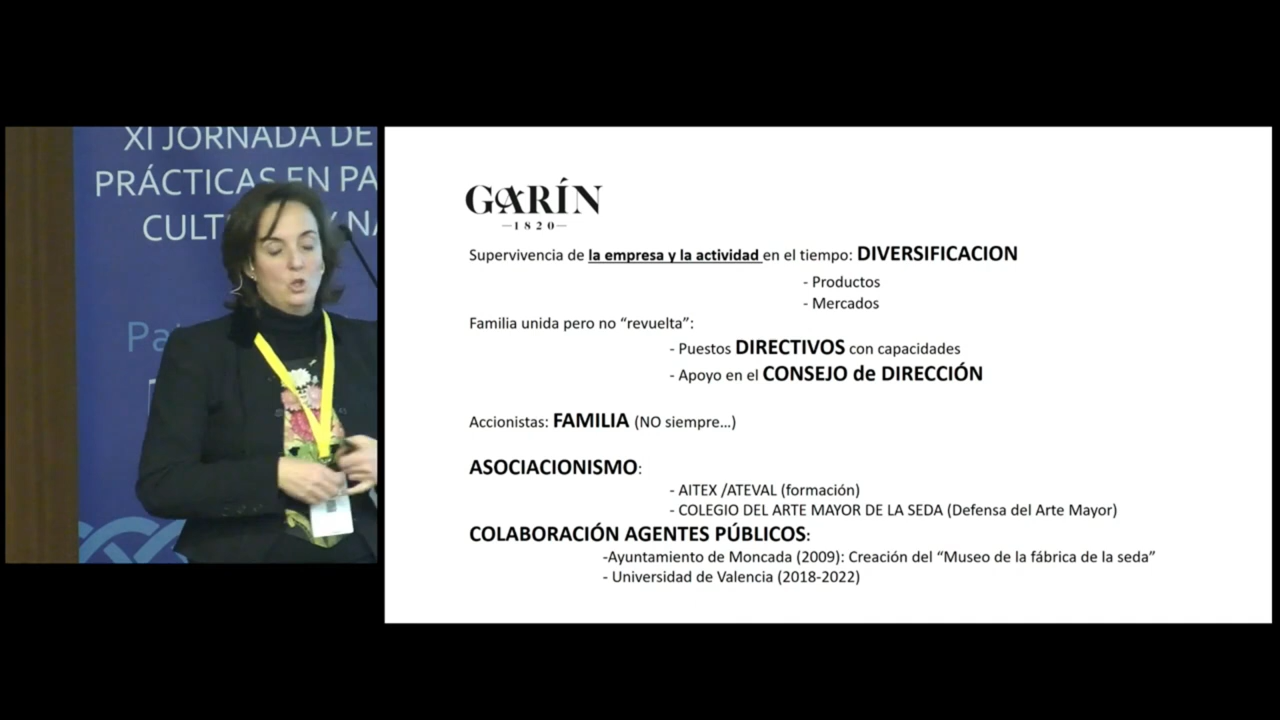 XI JORNADA DE
PRÁCTICAS EN PA
CULT
Y NA
Pa
GARÍN
—1820—
Supervivencia de la empresa y la actividad en el tiempo: DIVERSIFICACION
- Productos
- Mercados
Familia unida pero no “revuelta”:
- Puestos DIRECTIVOS con capacidades
- Apoyo en el CONSEJO de DIRECCIÓN
Accionistas: FAMILIA (NO siempre…)
ASOCIACIONISMO:
- AITEX /ATEVAL (formación)
- COLEGIO DEL ARTE MAYOR DE LA SEDA (Defensa del Arte Mayor)
COLABORACIÓN AGENTES PÚBLICOS:
-Ayuntamiento de Moncada (2009): Creación del “Museo de la fábrica de la seda”
- Universidad de Valencia (2018-2022)